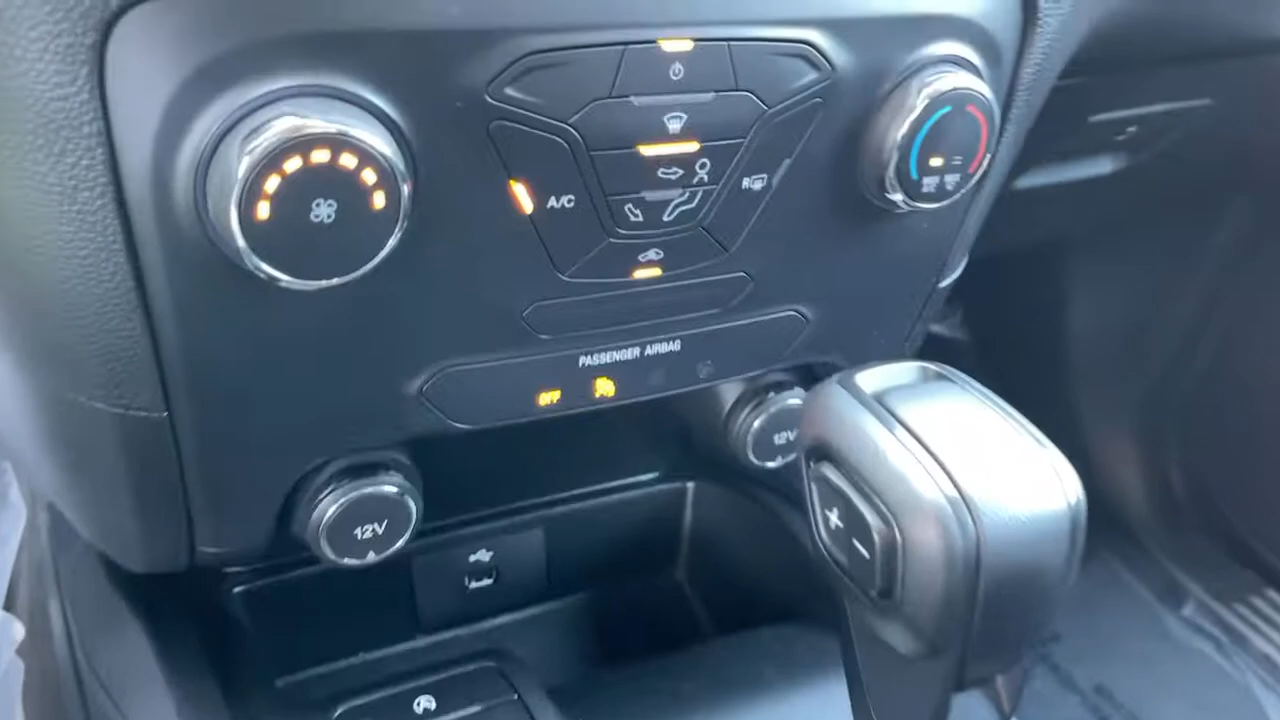 A/C
R
PASSENGER AIRBAG
OFF
12V
12V
+
-